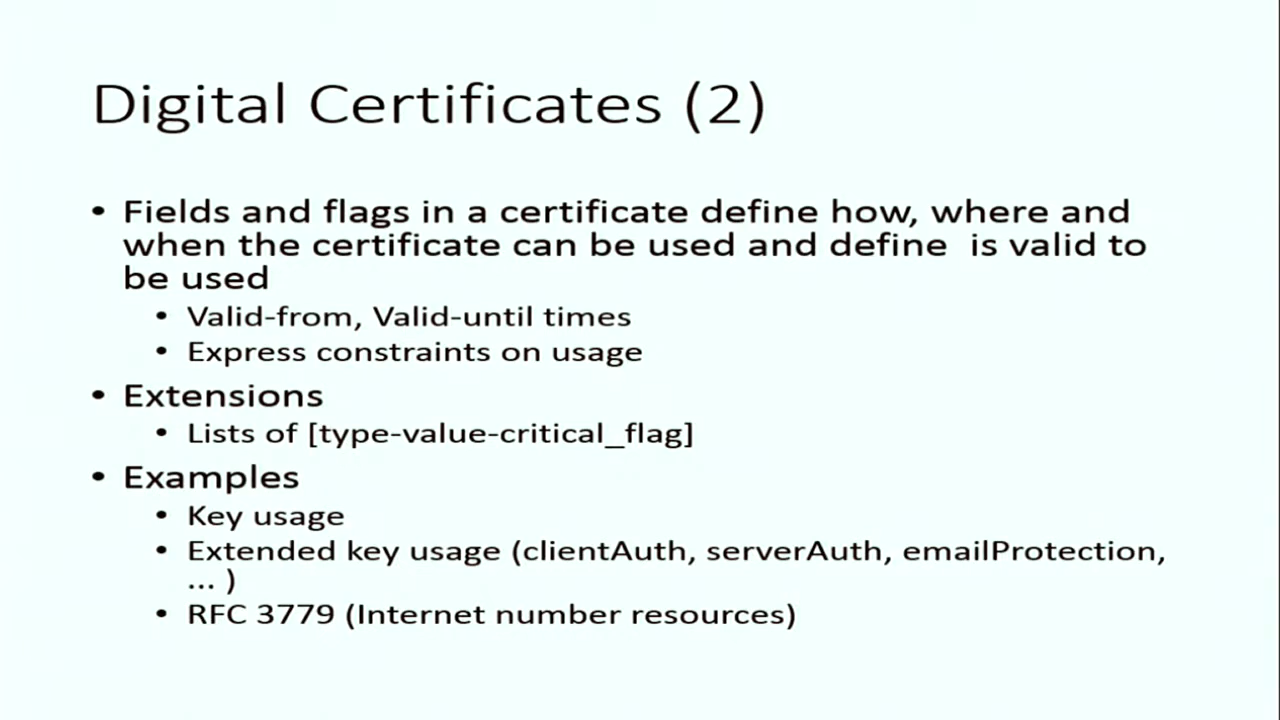 Digital Certificates (2)
• Fields and flags in a certificate define how, where and
when the certificate can be used and define  is valid to
be used
• Valid-from, Valid-until times
• Express constraints on usage
• Extensions
• Lists of [type-value-critical_flag]
• Examples
• Key usage
• Extended key usage (clientAuth, serverAuth, emailProtection,
... )
• RFC 3779 (Internet number resources)